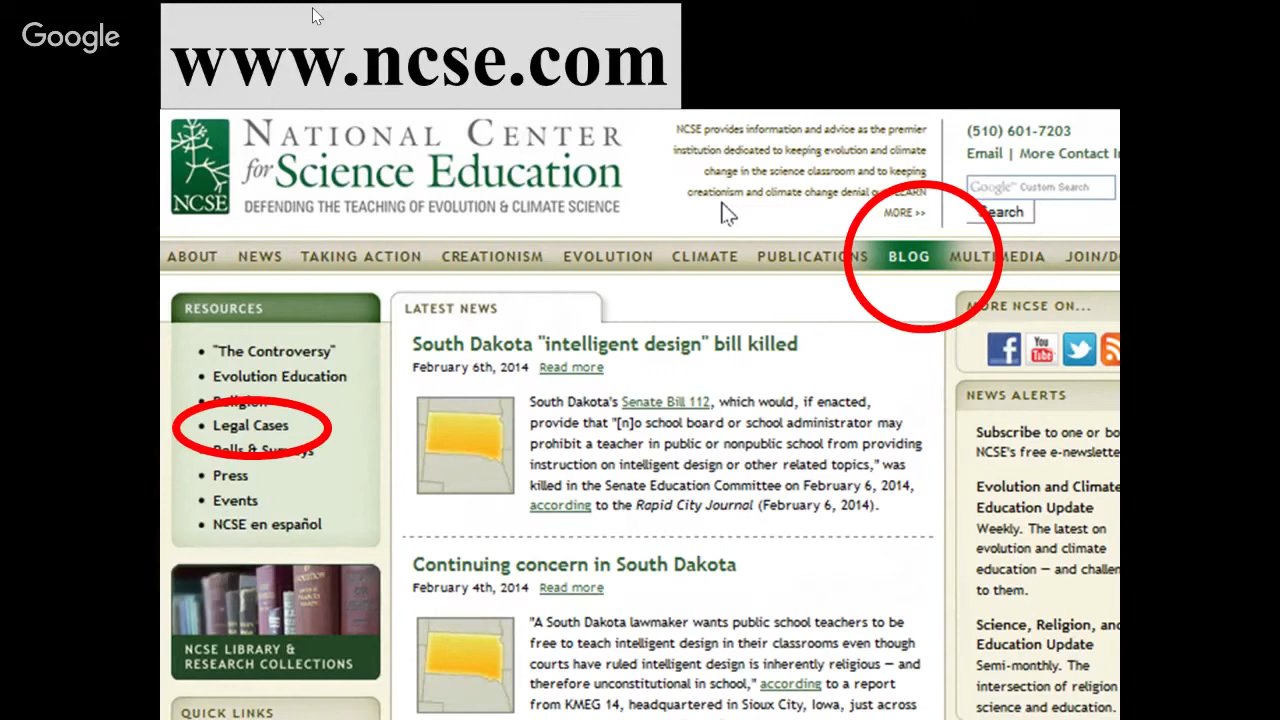 Google
www.ncse.com
NATIONAL CENTER
for Science Education
DEFENDING THE TEACHING OF EVOLUTION & CLIMATE SCIENCE
NCSE
NCSE provides information and advice as the premier
institution dedicated to keeping evolution and climate
change in the science classroom and to keeping
creationism and climate change denial LEARN
MORE >>
(510) 601-7203
Email | More Contact
Google™ Custom Search
Search
ABOUT NEWS TAKING ACTION CREATIONISM EVOLUTION CLIMATE PUBLICATIONS BLOG MULTIMEDIA JOIN/D
RESOURCES
• "The Controversy"
• Evolution Education
• Religion
• Legal Cases
• Polls & Surveys
• Press
• Events
• NCSE en español
NCSE LIBRARY &
RESEARCH COLLECTIONS
QUICK LINKS
LATEST NEWS
South Dakota "intelligent design" bill killed
February 6th, 2014 Read more
South Dakota's Senate Bill 112, which would, if enacted,
provide that "[n]o school board or school administrator may
prohibit a teacher in public or nonpublic school from providing
instruction on intelligent design or other related topics," was
killed in the Senate Education Committee on February 6, 2014,
according to the Rapid City Journal (February 6, 2014).
Continuing concern in South Dakota
February 4th, 2014 Read more
"A South Dakota lawmaker wants public school teachers to be
free to teach intelligent design in their classrooms even though
courts have ruled intelligent design is inherently religious — and
therefore unconstitutional in school," according to a report
from KMEG 14, headquartered in Sioux City, Iowa, just across
MORE NCSE ON...
You
Tube
NEWS ALERTS
Subscribe to one or
NCSE's free e-newslette
Evolution and Climate
Education Update
Weekly. The latest on
evolution and climate
education — and
to them.
Science, Religion, and
Education Update
Semi-monthly. The
intersection of religion
science and education.